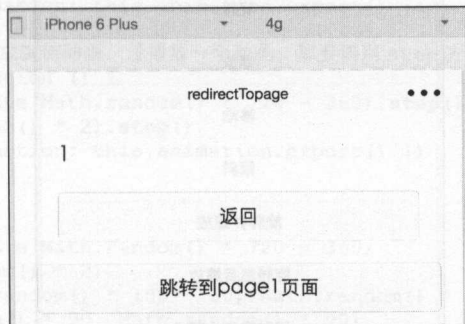 iPhone 6 Plus 4g
redirectTopage
1
返回
跳转到page1页面